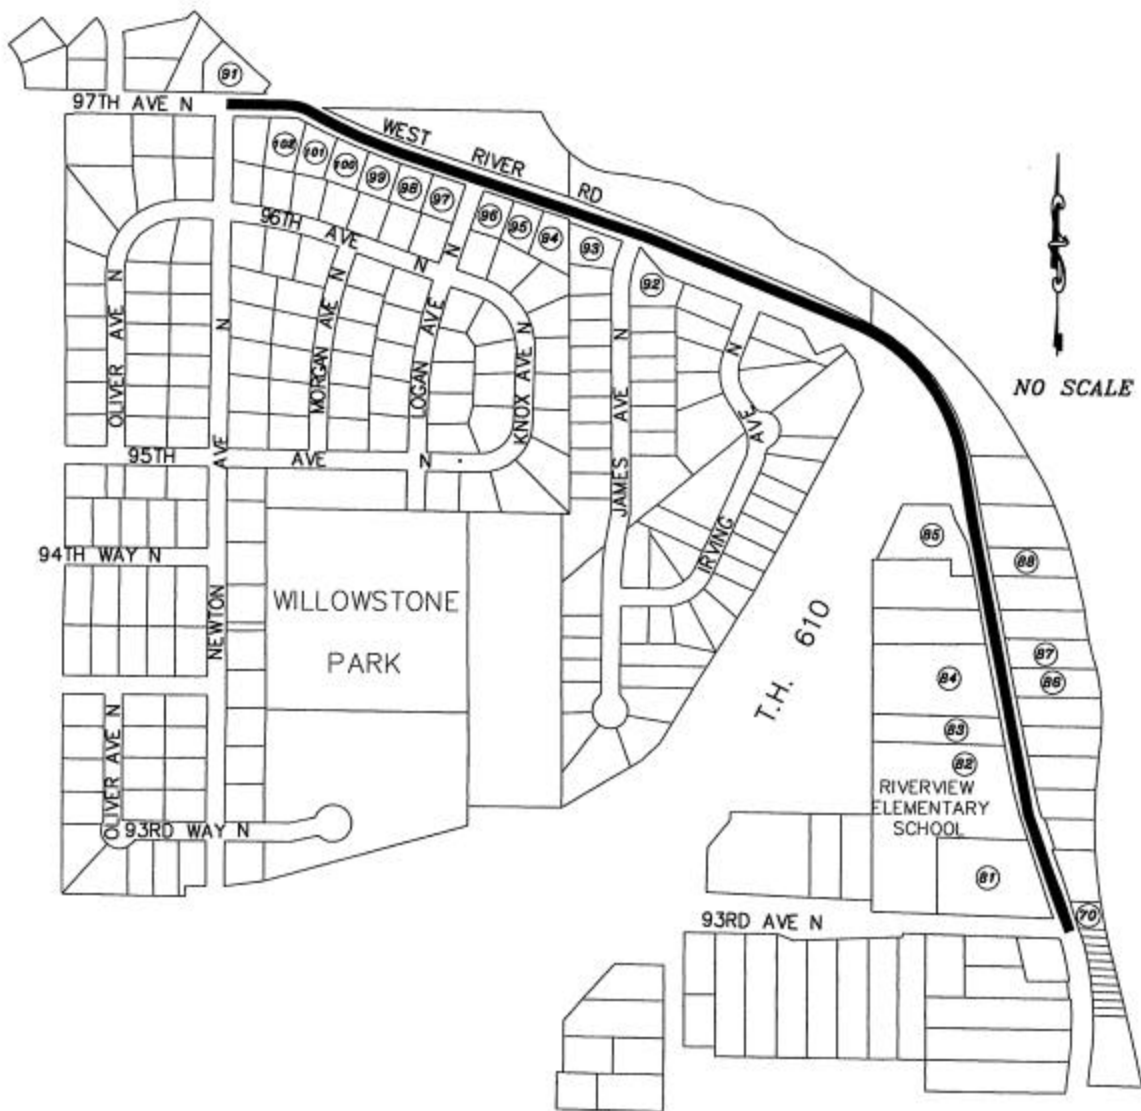 91
97TH AVE N
WEST RIVER RD
102
101
100
99
98
97
96
95
94
93
92
96TH AVE N
OLIVER AVE N
MORGAN AVE N
LOGAN AVE N
KNOX AVE N
JAMES AVE N
IRVING AVE N
NO SCALE
95TH AVE N
94TH WAY N
NEWTON AVE N
WILLOWSTONE
PARK
T.H. 610
85
88
87
86
84
83
82
RIVERVIEW
ELEMENTARY
SCHOOL
81
70
OLIVER AVE N
93RD WAY N
93RD AVE N